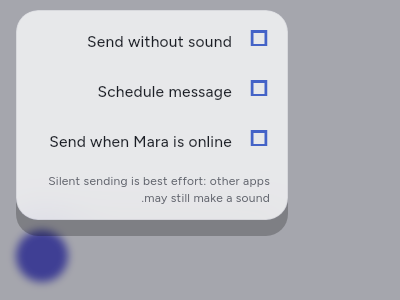 Send without sound
Schedule message
Send when Mara is online
Silent sending is best effort: other apps
.may still make a sound